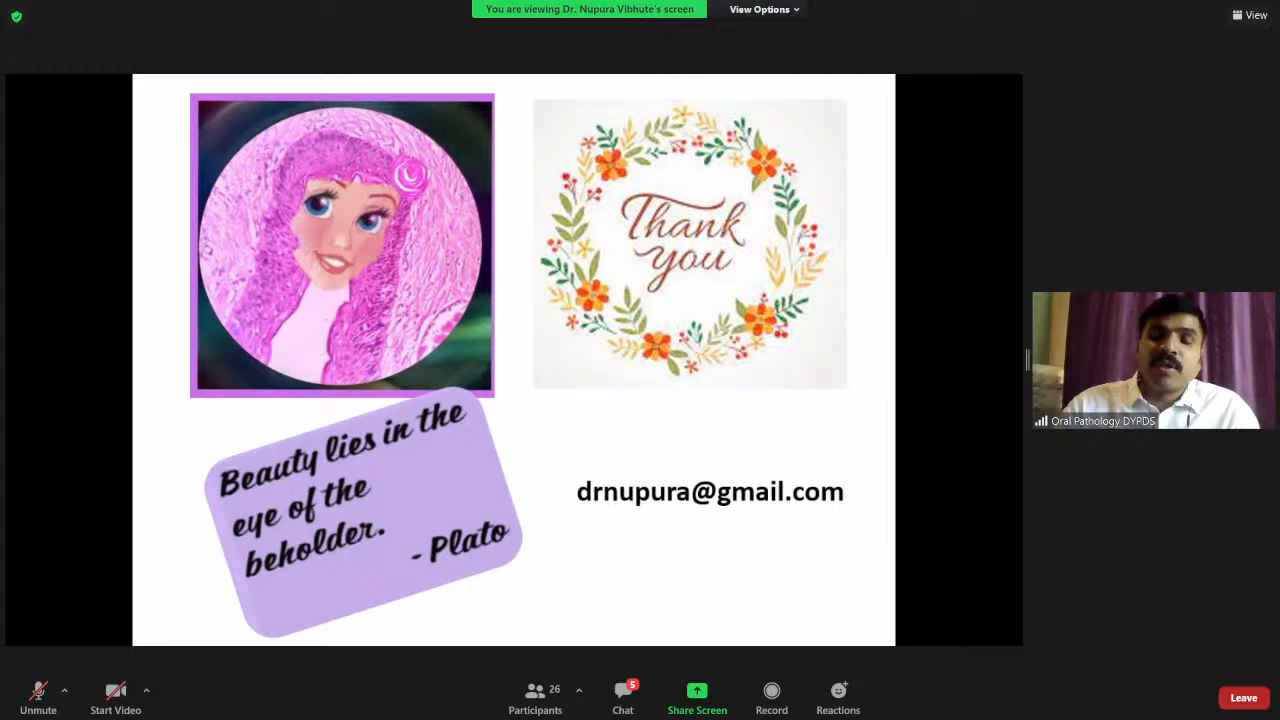 You are viewing Dr. Nupura Vibhute's screen
View Options
View
Thank
you
Beauty lies in the
eye of the
beholder.
- Plato
drnupura@gmail.com
Oral Pathology DYPDS
Unmute
Start Video
26
Participants
5
Chat
Share Screen
Record
Reactions
Leave